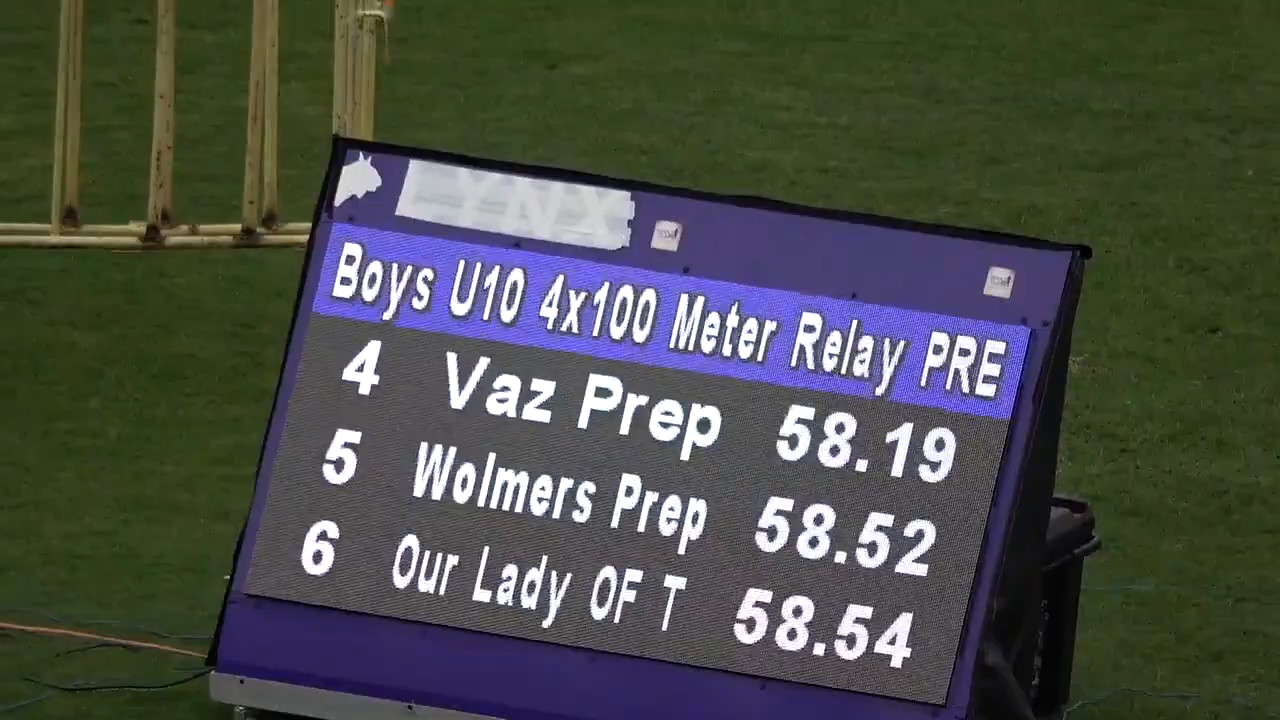 LYNX
Boys U10 4x100 Meter Relay PRE
4 Vaz Prep 58.19
5 Wolmers Prep 58.52
6 Our Lady OF T 58.54